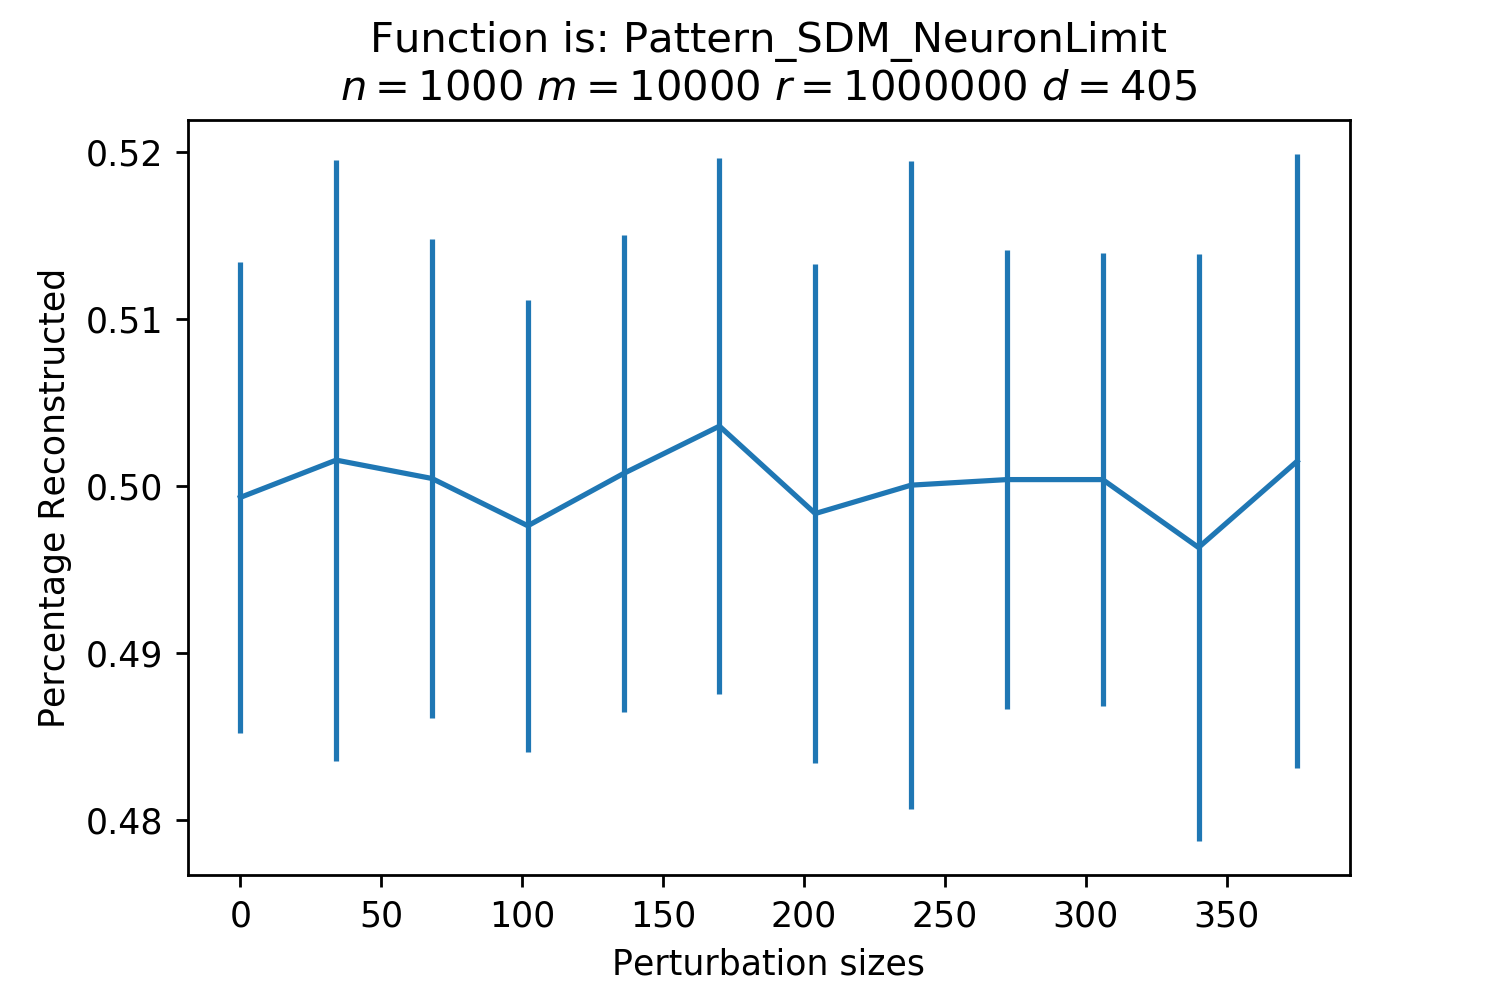 Function is: Pattern_SDM_NeuronLimit
n = 1000 m = 10000 r = 1000000 d = 405
Percentage Reconstructed
0.52
0.51
0.50
0.49
0.48
0 50 100 150 200 250 300 350
Perturbation sizes